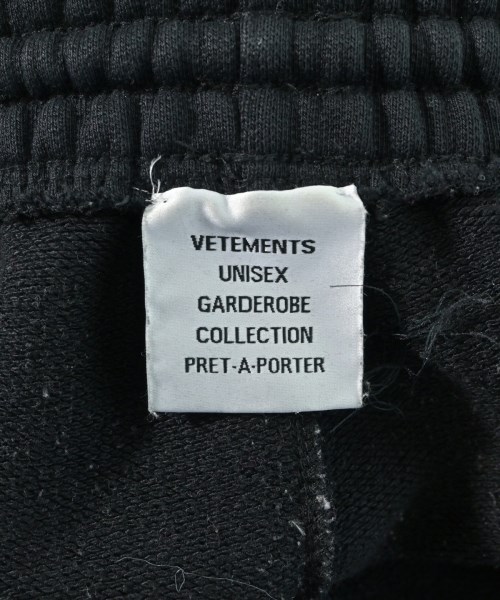 VETEMENTS
UNISEX
GARDEROBE
COLLECTION
PRET-A-PORTER